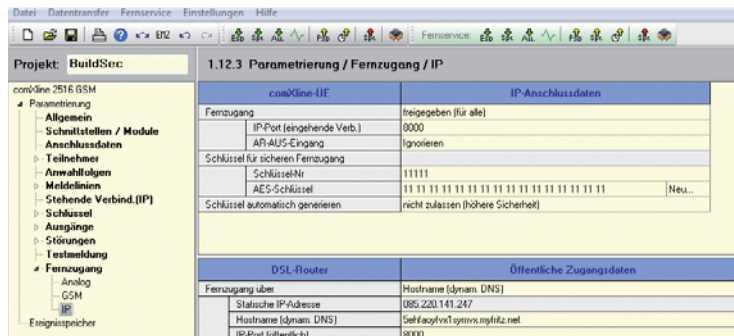 Datei Datentransfer Fernservice Einstellungen Hilfe
EM2 Fernservice:
Projekt: BuildSec
1.12.3 Parametrierung / Fernzugang / IP
comXline 2516 GSM
Parametrierung
Allgemein
Schnittstellen / Module
Anschlussdaten
Teilnehmer
Anwahlfolgen
Meldelinien
Stehende Verbind.(IP)
Schlüssel
Ausgänge
Störungen
Testmeldung
Fernzugang
Analog
GSM
IP
Ereignisspeicher
comXline-ÜE IP-Anschlussdaten
Fernzugang freigegeben (für alle)
IP-Port (eingehende Verb.) 8000
AR-AUS-Eingang Ignorieren
Schlüssel für sicheren Fernzugang
Schlüssel-Nr 11111
AES-Schlüssel 11 11 11 11 11 11 11 11 11 11 11 11 11 11 11 11 Neu...
Schlüssel automatisch generieren nicht zulassen (höhere Sicherheit)
DSL-Router Öffentliche Zugangsdaten
Fernzugang über Hostname (dynam. DNS)
Statische IP-Adresse 085.220.141.247
Hostname (dynam. DNS)
IP-Port (öffentlich) 8000